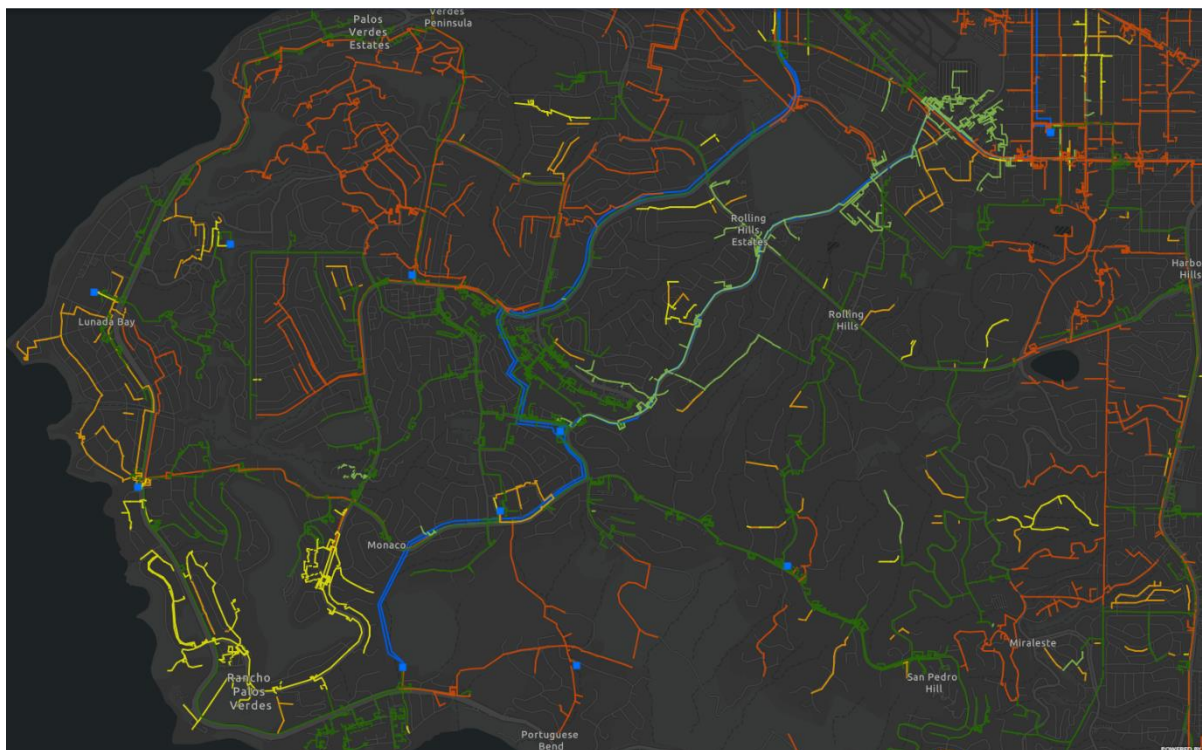 Palos
Verdes
Estates
Verdes
Peninsula
Rolling
Hills
Estates
Harbo
Hills
Lunada Bay
Rolling
Hills
Monaco
Miraleste
San Pedro
Hill
Rancho
Palos
Verdes
Portuguese
Bend